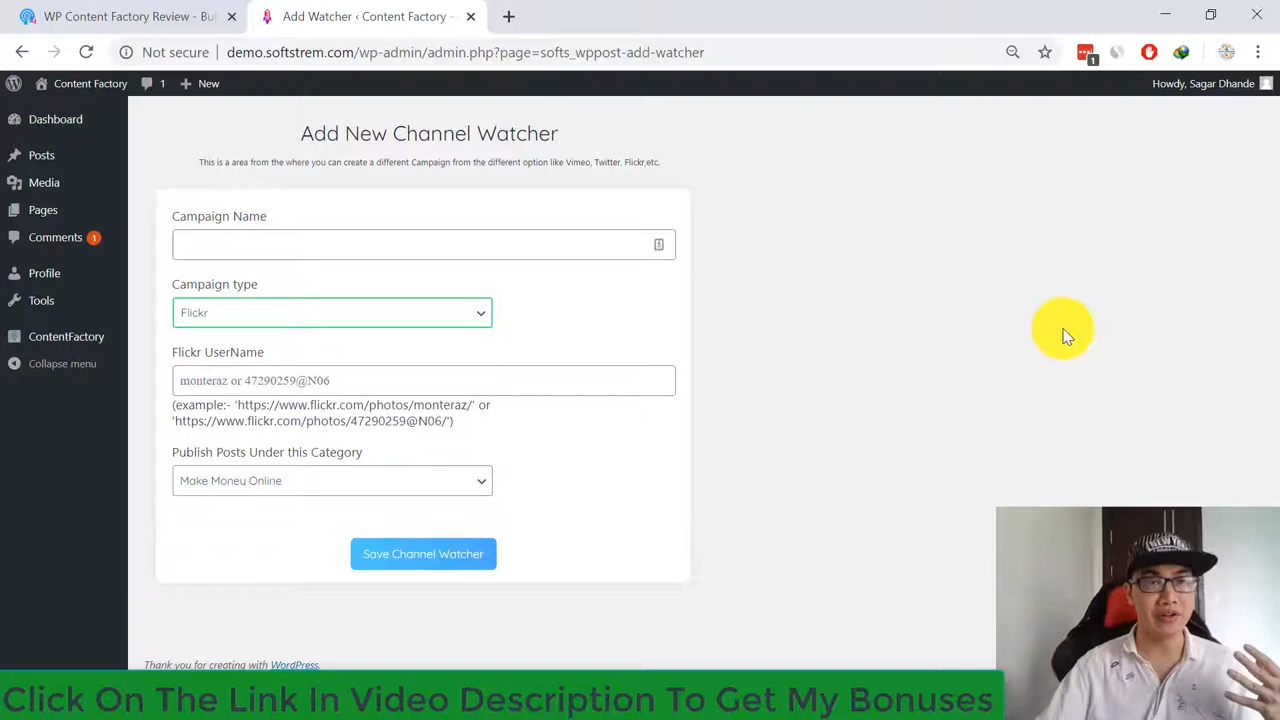 WP Content Factory Review - Bui
Add Watcher ‹ Content Factory —
Not secure
demo.softstrem.com/wp-admin/admin.php?page=softs_wppost-add-watcher
1
Content Factory
1
New
Howdy, Sagar Dhande
Dashboard
Posts
Media
Pages
Comments 1
Profile
Tools
ContentFactory
Collapse menu
Add New Channel Watcher
This is a area from the where you can create a different Campaign from the different option like Vimeo, Twitter, Flickr,etc.
Campaign Name
Campaign type
Flickr
Flickr UserName
monteraz or 47290259@N06
(example:- 'https://www.flickr.com/photos/monteraz/' or
'https://www.flickr.com/photos/47290259@N06/')
Publish Posts Under this Category
Make Money Online
Save Channel Watcher
Thank you for creating with WordPress.
Click On The Link In Video Description To Get My Bonuses